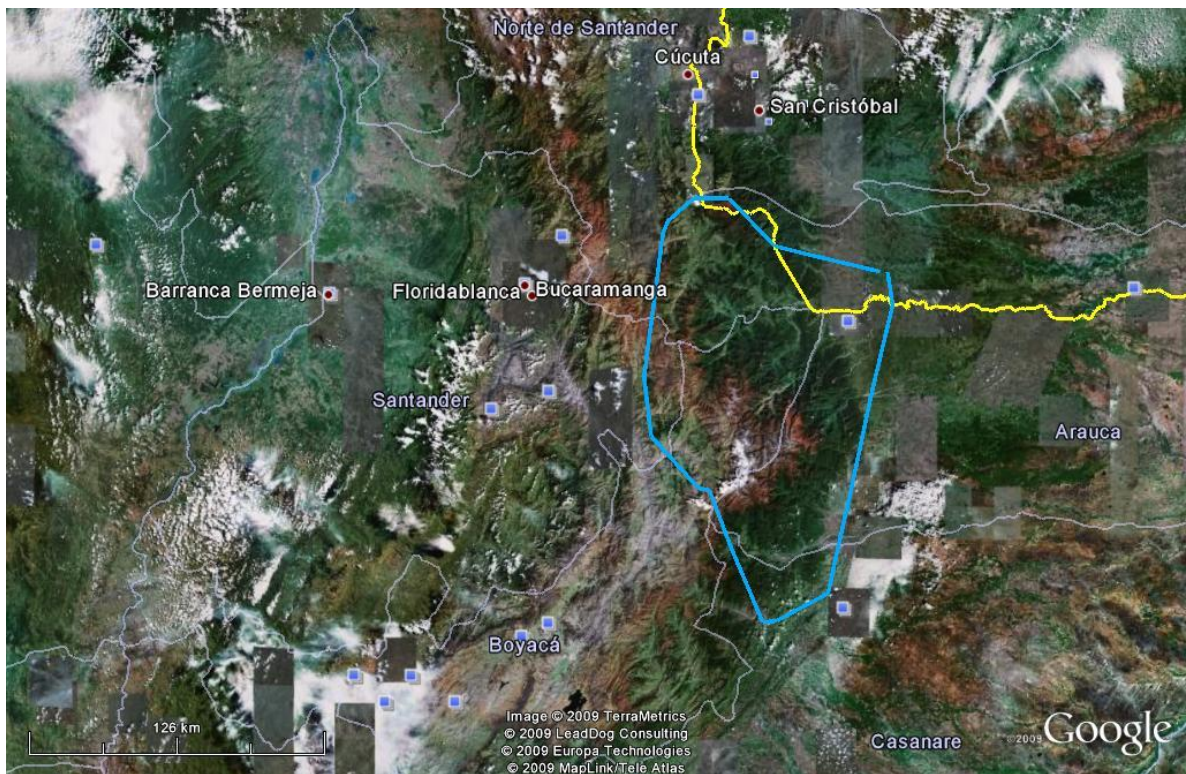 Norte de Santander
Cúcuta
San Cristóbal
Barranca Bermeja
Floridablanca
Bucaramanga
Santander
Arauca
Boyacá
126 km
Image © 2009 TerraMetrics
© 2009 LeadDog Consulting
© 2009 Europa Technologies
© 2009 MapLink/Tele Atlas
Casanare
©2009 Google